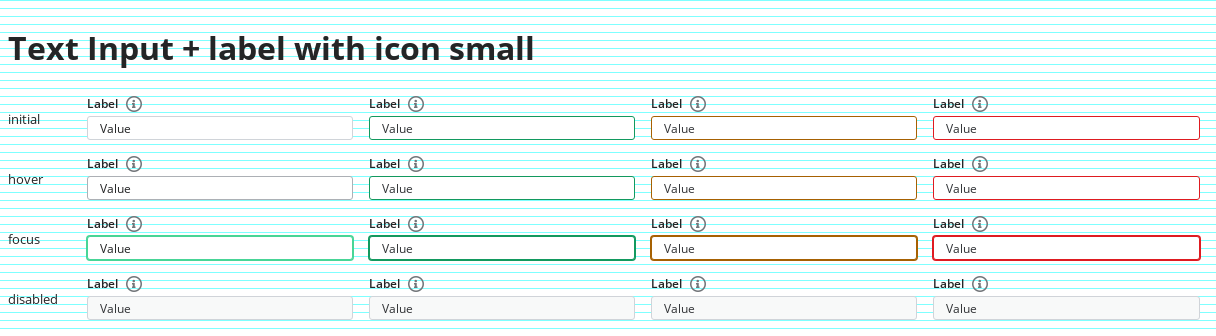 Text Input + label with icon small
Label Label Label Label
initial Value Value Value Value
Label Label Label Label
hover Value Value Value Value
Label Label Label Label
focus Value Value Value Value
Label Label Label Label
disabled Value Value Value Value